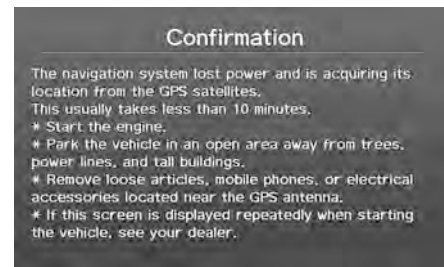 Confirmation
The navigation system lost power and is acquiring its
location from the GPS satellites.
This usually takes less than 10 minutes.
* Start the engine.
* Park the vehicle in an open area away from trees,
power lines, and tall buildings.
* Remove loose articles, mobile phones, or electrical
accessories located near the GPS antenna.
* If this screen is displayed repeatedly when starting
the vehicle, see your dealer.